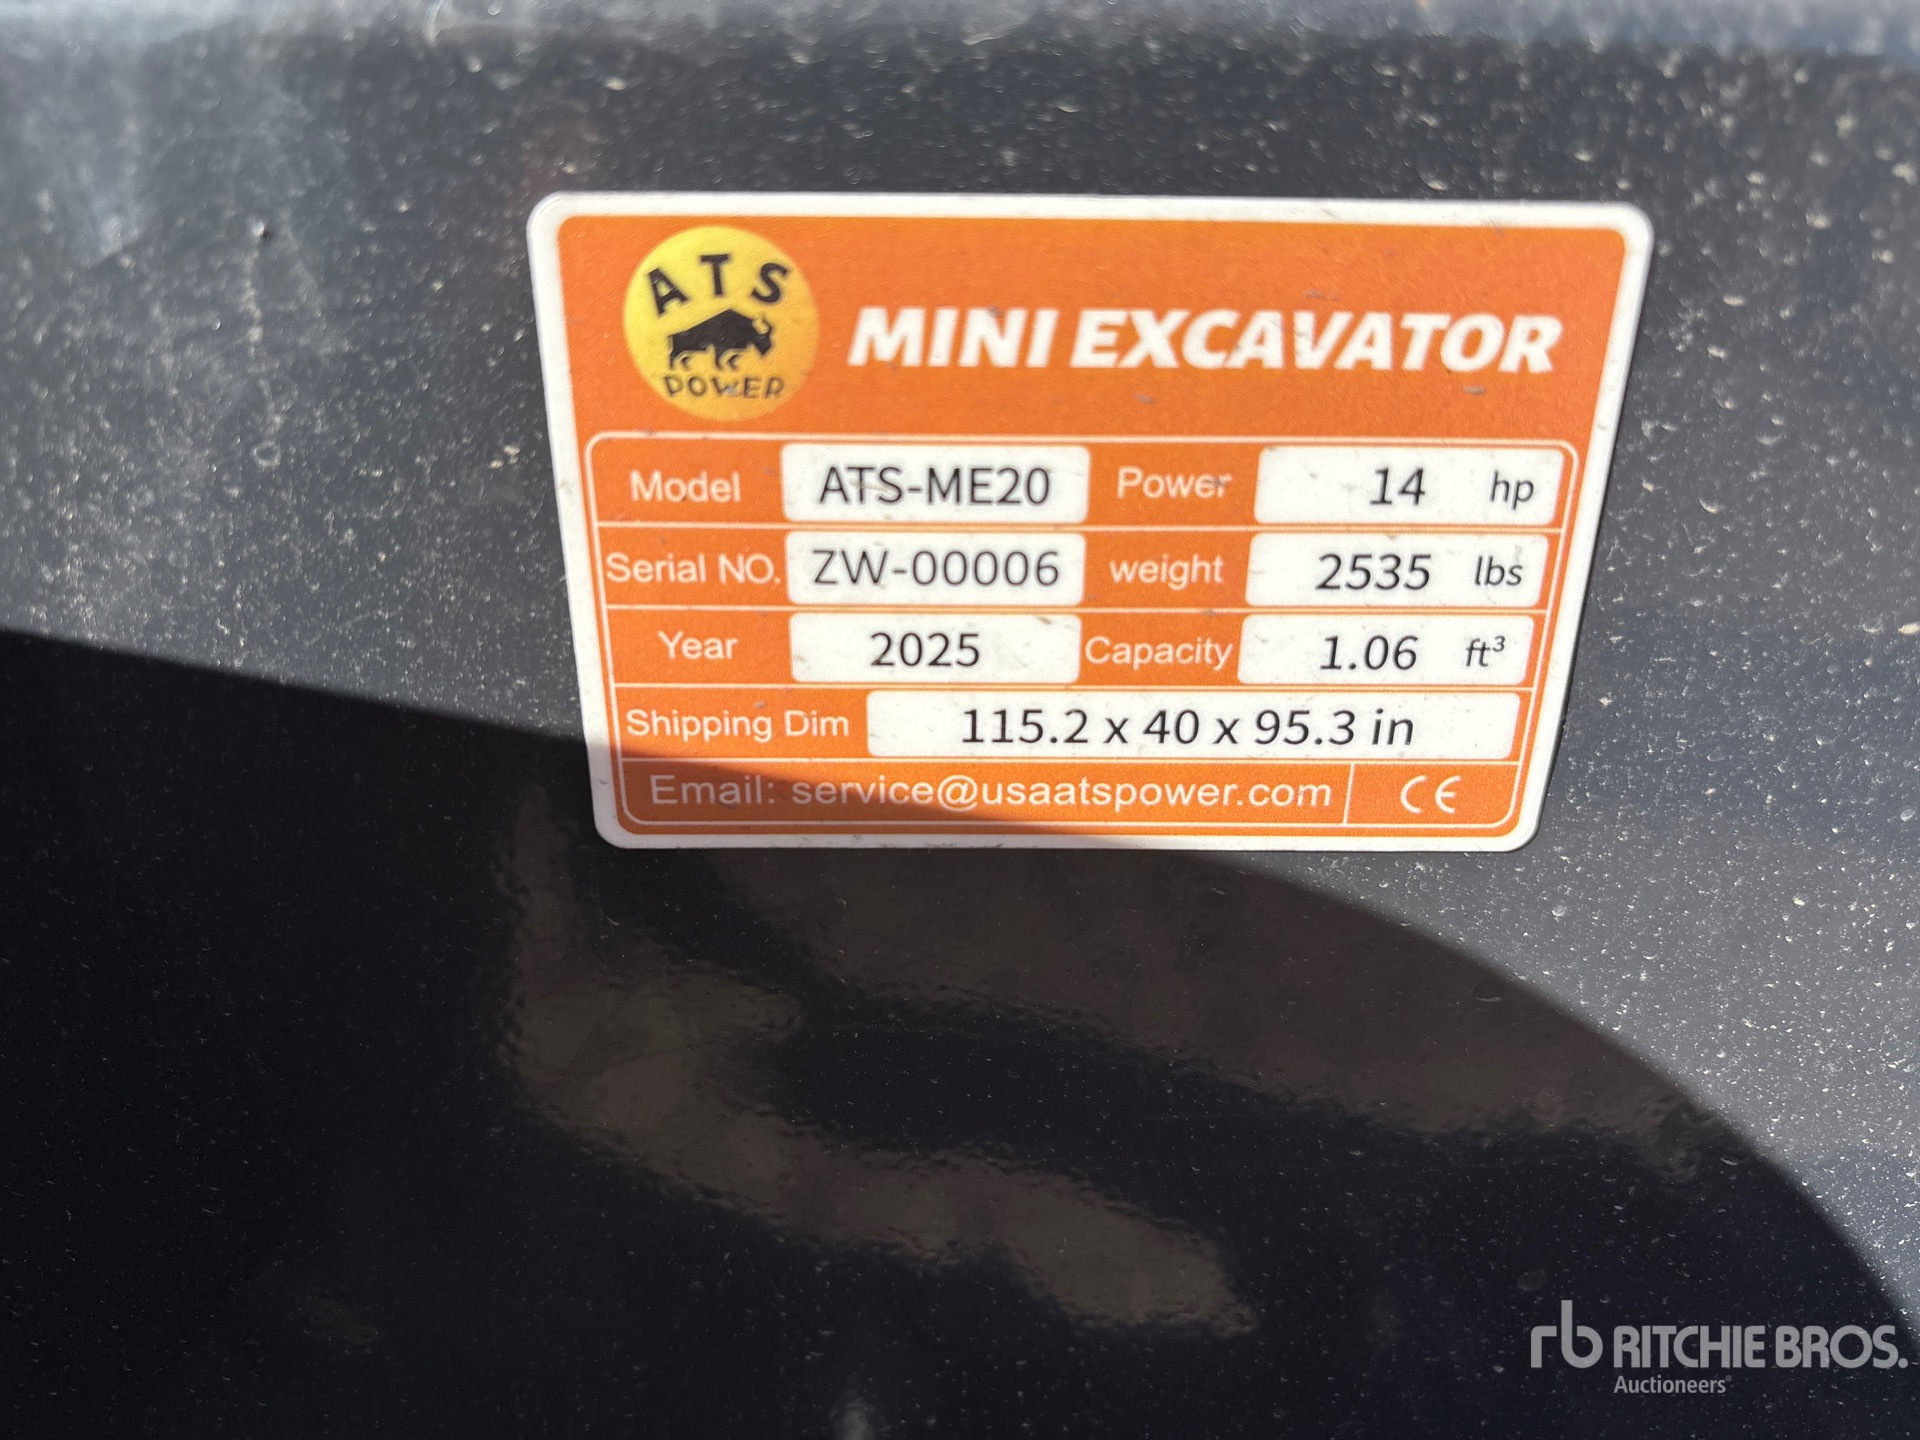 ATS
POWER
MINI EXCAVATOR
Model ATS-ME20 Power 14 hp
Serial NO. ZW-00006 weight 2535 lbs
Year 2025 Capacity 1.06 ft³
Shipping Dim 115.2 x 40 x 95.3 in
Email: service@usaatspower.com CE
rb RITCHIE BROS.
Auctioneers